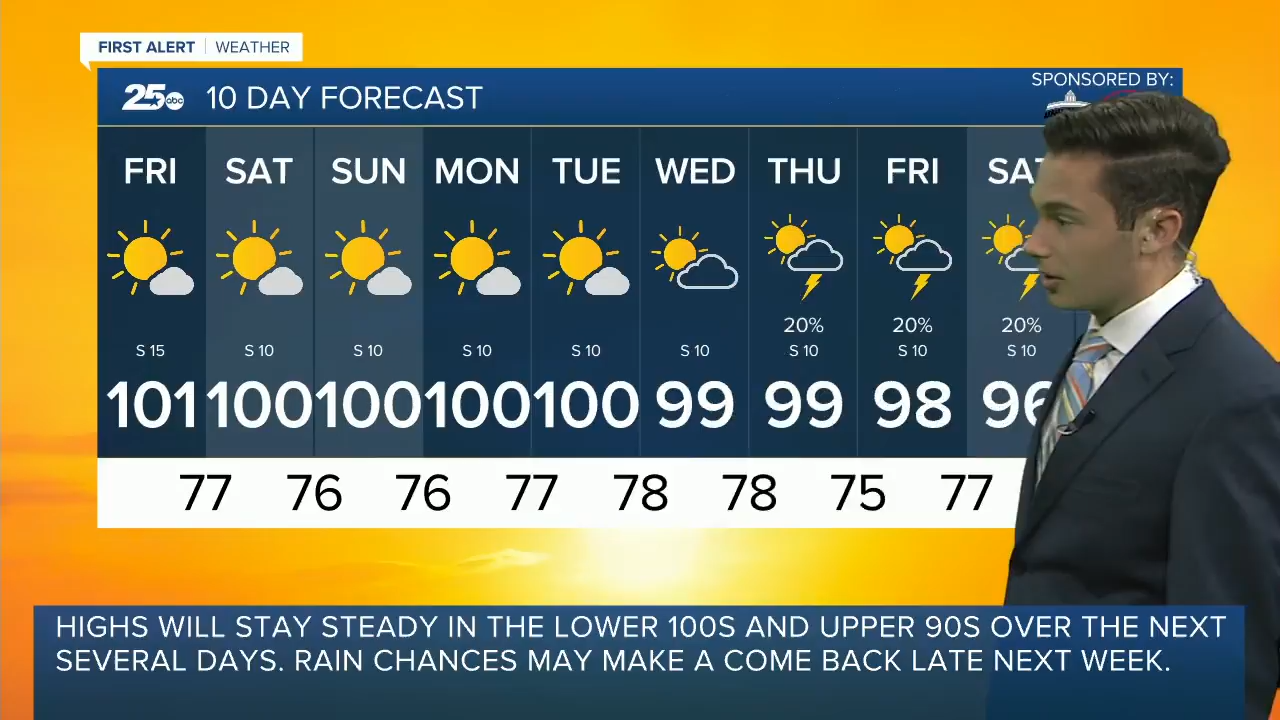 FIRST ALERT | WEATHER
SPONSORED BY:
25 abc 10 DAY FORECAST
FRI SAT SUN MON TUE WED THU FRI
20% 20% 20%
S 15 S 10 S 10 S 10 S 10 S 10 S 10 S 10 S 10
101 100 100 100 100 99 99 98
77 76 76 77 78 78 75 77
HIGHS WILL STAY STEADY IN THE LOWER 100S AND UPPER 90S OVER THE NEXT
SEVERAL DAYS. RAIN CHANCES MAY MAKE A COME BACK LATE NEXT WEEK.